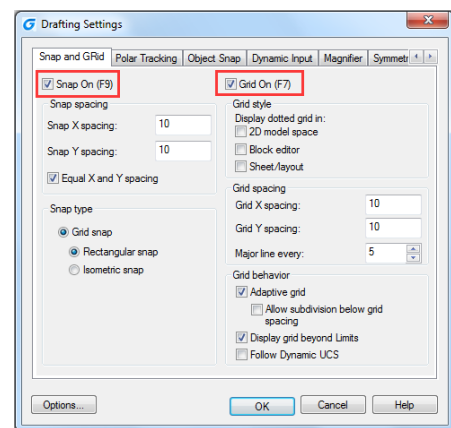 Drafting Settings
Snap and GRid Polar Tracking Object Snap Dynamic Input Magnifier Symmetr
Snap On (F9)
Snap spacing
Snap X spacing: 10
Snap Y spacing: 10
Equal X and Y spacing
Snap type
Grid snap
Rectangular snap
Isometric snap
Grid On (F7)
Grid style
Display dotted grid in:
2D model space
Block editor
Sheet/layout
Grid spacing
Grid X spacing: 10
Grid Y spacing: 10
Major line every: 5
Grid behavior
Adaptive grid
Allow subdivision below grid
spacing
Display grid beyond Limits
Follow Dynamic UCS
Options... OK Cancel Help